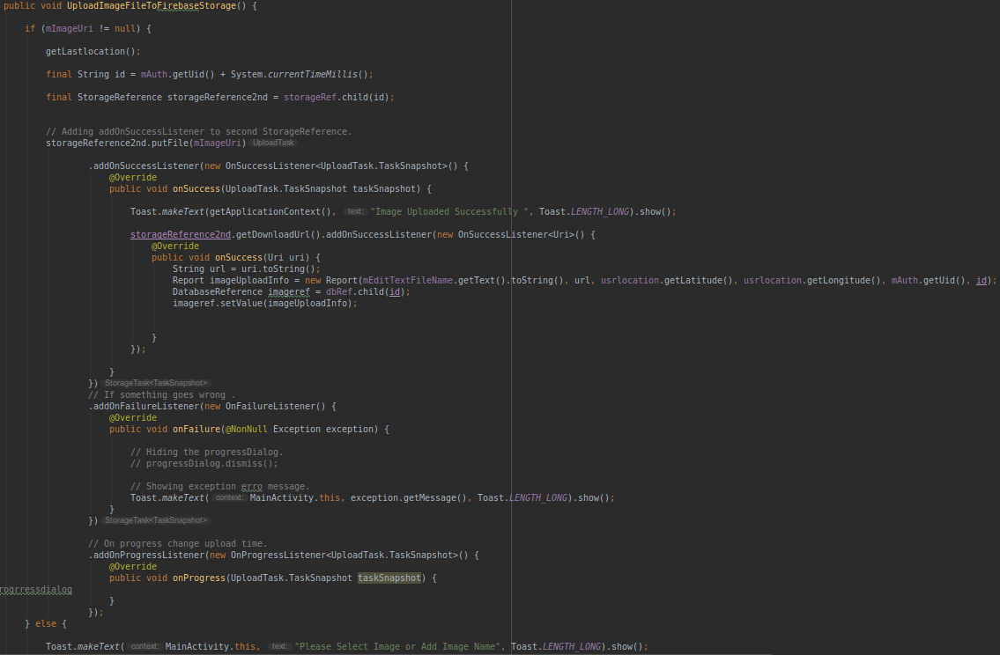 public void UploadImageFileToFirebaseStorage() {
if (mImageUri != null) {
getLastlocation();
final String id = mAuth.getUid() + System.currentTimeMillis();
final StorageReference storageReference2nd = storageRef.child(id);
// Adding addOnSuccessListener to second StorageReference.
storageReference2nd.putFile(mImageUri) UploadTask
.addOnSuccessListener(new OnSuccessListener<UploadTask.TaskSnapshot>() {
@Override
public void onSuccess(UploadTask.TaskSnapshot taskSnapshot) {
Toast.makeText(getApplicationContext(), text: "Image Uploaded Successfully ", Toast.LENGTH_LONG).show();
storageReference2nd.getDownloadUrl().addOnSuccessListener(new OnSuccessListener<Uri>() {
@Override
public void onSuccess(Uri uri) {
String url = uri.toString();
Report imageUploadInfo = new Report(mEditTextFileName.getText().toString(), url, usrlocation.getLatitude(), usrlocation.getLongitude(), mAuth.getUid(), id);
DatabaseReference imageref = dbRef.child(id);
imageref.setValue(imageUploadInfo);
}
});
}
}) StorageTask<TaskSnapshot>
// If something goes wrong .
.addOnFailureListener(new OnFailureListener() {
@Override
public void onFailure(@NonNull Exception exception) {
// Hiding the progressDialog.
// progressDialog.dismiss();
// Showing exception erro message.
Toast.makeText( context: MainActivity.this, exception.getMessage(), Toast.LENGTH_LONG).show();
}
}) StorageTask<TaskSnapshot>
// On progress change upload time.
.addOnProgressListener(new OnProgressListener<UploadTask.TaskSnapshot>() {
@Override
public void onProgress(UploadTask.TaskSnapshot taskSnapshot) {
rogrressdialog
}
});
} else {
Toast.makeText( context: MainActivity.this, text: "Please Select Image or Add Image Name", Toast.LENGTH_LONG).show();